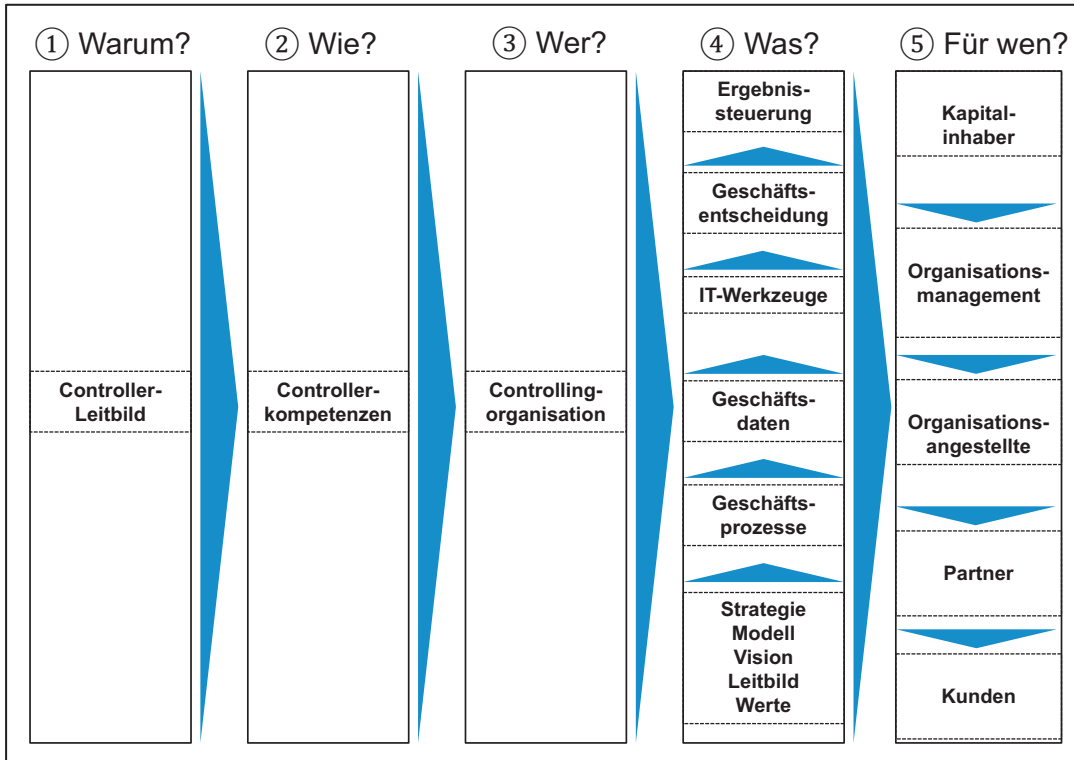 ① Warum?
② Wie?
③ Wer?
④ Was?
⑤ Für wen?
Controller-
Leitbild
Controller-
kompetenzen
Controlling-
organisation
Ergebnis-
steuerung
Geschäfts-
entscheidung
IT-Werkzeuge
Geschäfts-
daten
Geschäfts-
prozesse
Strategie
Modell
Vision
Leitbild
Werte
Kapital-
inhaber
Organisations-
management
Organisations-
angestellte
Partner
Kunden